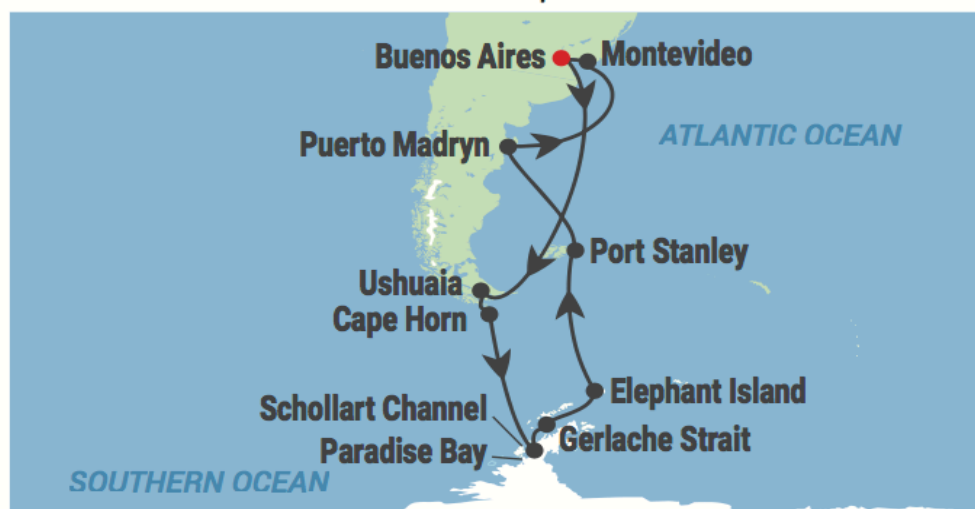 Buenos Aires
Montevideo
ATLANTIC OCEAN
Puerto Madryn
Port Stanley
Ushuaia
Cape Horn
Elephant Island
Schollart Channel
Gerlache Strait
Paradise Bay
SOUTHERN OCEAN